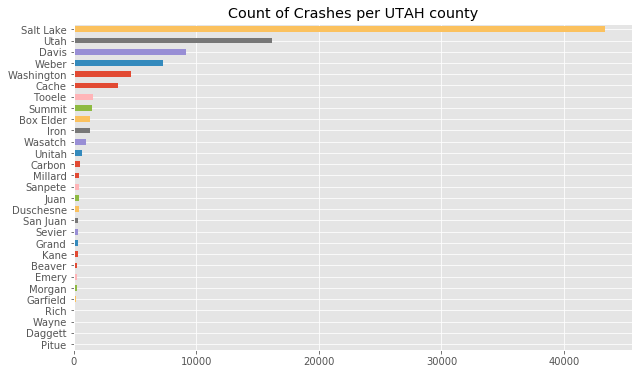 Count of Crashes per UTAH county
Salt Lake
Utah
Davis
Weber
Washington
Cache
Tooele
Summit
Box Elder
Iron
Wasatch
Unitah
Carbon
Millard
Sanpete
Juan
Duschesne
San Juan
Sevier
Grand
Kane
Beaver
Emery
Morgan
Garfield
Rich
Wayne
Daggett
Pitue
0 10000 20000 30000 40000